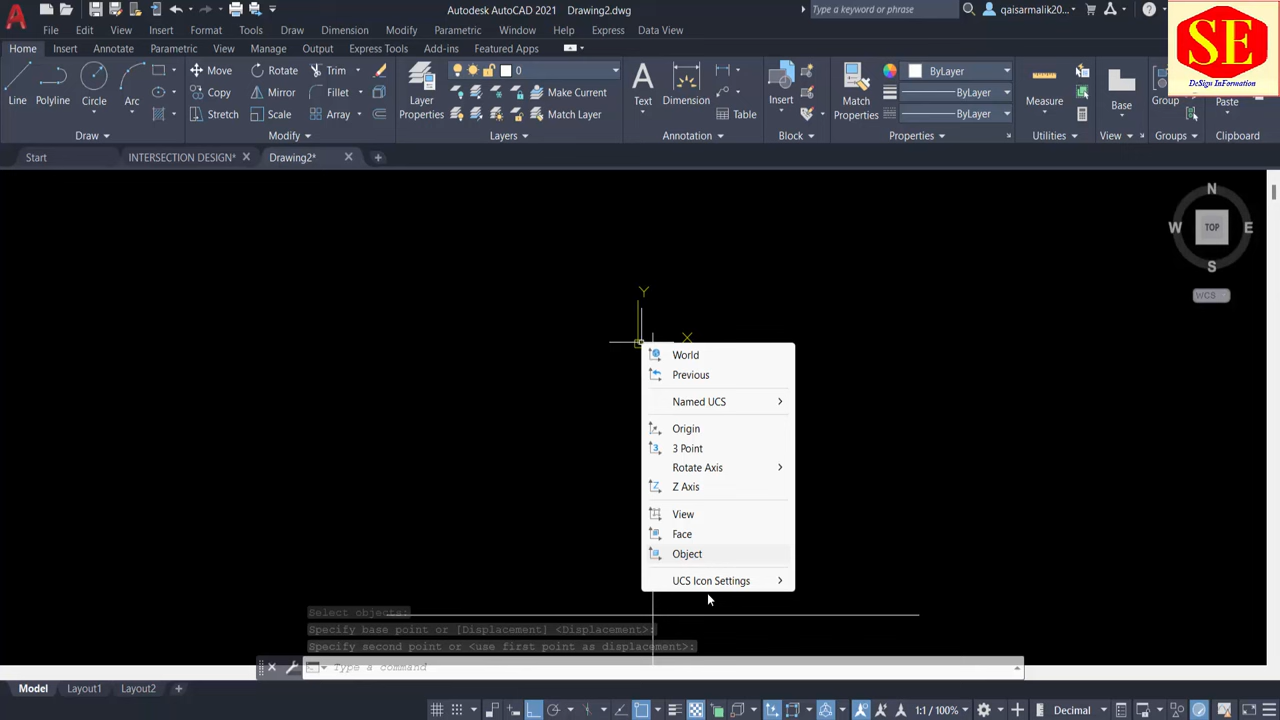 Autodesk AutoCAD 2021 Drawing2.dwg
Type a keyword or phrase
qaisarmalik20...
File Edit View Insert Format Tools Draw Dimension Modify Parametric Window Help Express Data View
Home Insert Annotate Parametric View Manage Output Express Tools Add-ins Featured Apps
SE
DeSign InFormation
Line Polyline Circle Arc
Move Rotate Trim
Copy Mirror Fillet
Stretch Scale Array
Layer Properties
0
Make Current
Match Layer
Text Dimension
Table
Insert
Match Properties
ByLayer
ByLayer
ByLayer
Measure
Base
Group
Paste
Draw Modify Layers Annotation Block Properties Utilities View Groups Clipboard
Start INTERSECTION DESIGN* Drawing2*
N
W TOP E
S
WCS
Y
X
World
Previous
Named UCS
Origin
3 Point
Rotate Axis
Z Axis
View
Face
Object
UCS Icon Settings
Select objects:
Specify base point or [Displacement] <Displacement>:
Specify second point or <use first point as displacement>:
Type a command
Model Layout1 Layout2
1:1 / 100% Decimal